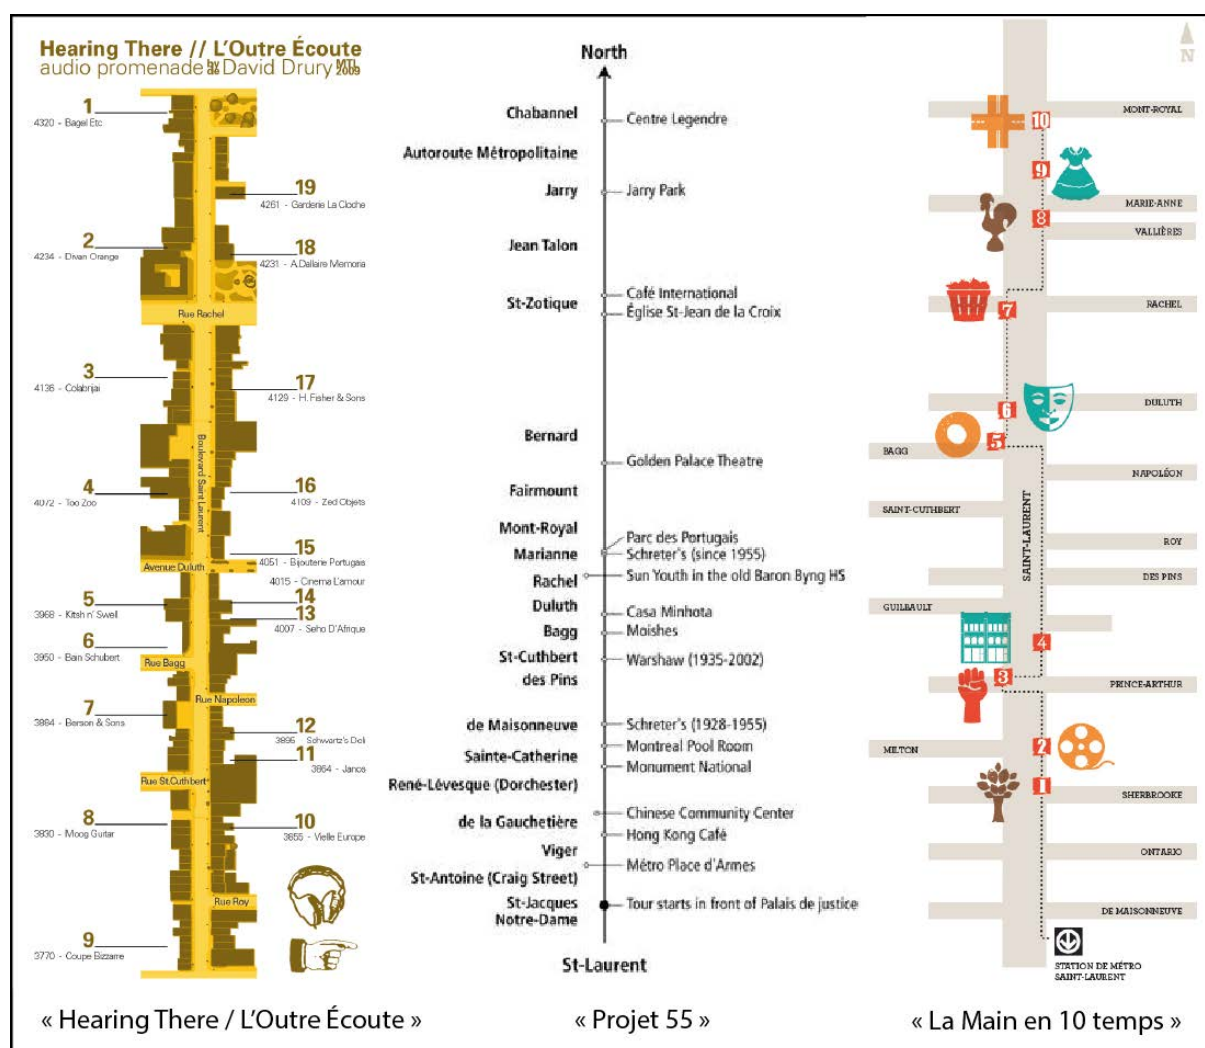 Hearing There // L'Outre Écoute
audio promenade by de David Drury MTL 2009
1
4320 - Bagel Etc
19
4261 - Garderie La Cloche
2
4234 - Divan Orange
18
4231 - A.Dallaire Memoria
Rue Rachel
3
4136 - Colabrijai
17
4129 - H. Fisher & Sons
Boulevard Saint Laurent
4
4072 - Too Zoo
16
4109 - Zed Objets
15
4051 - Bijouterie Portugais
Avenue Duluth
4015 - Cinema L'amour
5
3968 - Kitsh n' Swell
14
13
4007 - Seho D'Afrique
6
3950 - Bain Schubert
Rue Bagg
Rue Napoleon
7
3884 - Berson & Sons
12
3895 - Schwartz's Deli
11
3864 - Janos
Rue St.Cuthbert
8
3830 - Moog Guitar
10
3855 - Vielle Europe
Rue Roy
9
3770 - Coupe Bizzarre
« Hearing There / L'Outre Écoute »
North
Chabannel
Centre Legendre
Autoroute Métropolitaine
Jarry
Jarry Park
Jean Talon
Café International
St-Zotique
Église St-Jean de la Croix
Bernard
Golden Palace Theatre
Fairmount
Mont-Royal
Parc des Portugais
Marianne
Schreter's (since 1955)
Rachel
Sun Youth in the old Baron Byng HS
Duluth
Casa Minhota
Bagg
Moishes
St-Cuthbert
Warshaw (1935-2002)
des Pins
de Maisonneuve
Schreter's (1928-1955)
Montreal Pool Room
Sainte-Catherine
Monument National
René-Lévesque (Dorchester)
Chinese Community Center
de la Gauchetière
Hong Kong Café
Viger
Métro Place d'Armes
St-Antoine (Craig Street)
St-Jacques
Tour starts in front of Palais de justice
Notre-Dame
St-Laurent
« Projet 55 »
N
MONT-ROYAL
10
9
MARIE-ANNE
8
VALLIÈRES
RACHEL
7
DULUTH
6
5
BAGG
NAPOLÉON
SAINT-CUTHBERT
SAINT-LAURENT
ROY
DES PINS
GUILBAULT
4
3
PRINCE-ARTHUR
2
MILTON
1
SHERBROOKE
ONTARIO
DE MAISONNEUVE
STATION DE MÉTRO
SAINT-LAURENT
« La Main en 10 temps »